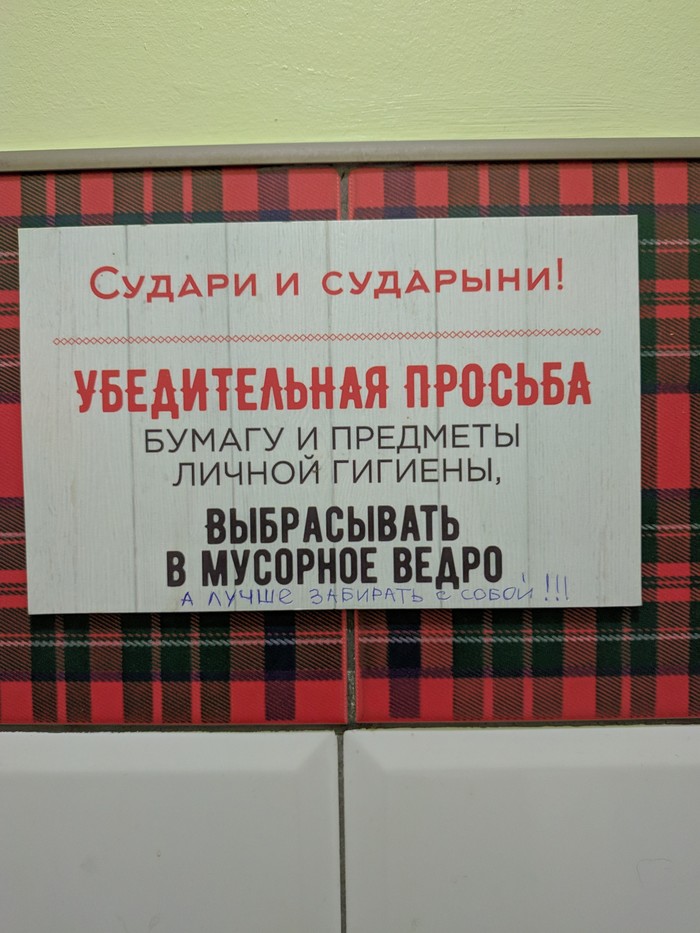 Судари и сударыни!
УБЕДИТЕЛЬНАЯ ПРОСЬБА
БУМАГУ И ПРЕДМЕТЫ
ЛИЧНОЙ ГИГИЕНЫ,
ВЫБРАСЫВАТЬ
В МУСОРНОЕ ВЕДРО
А ЛУЧШЕ ЗАБИРАТЬ С СОБОЙ!!!